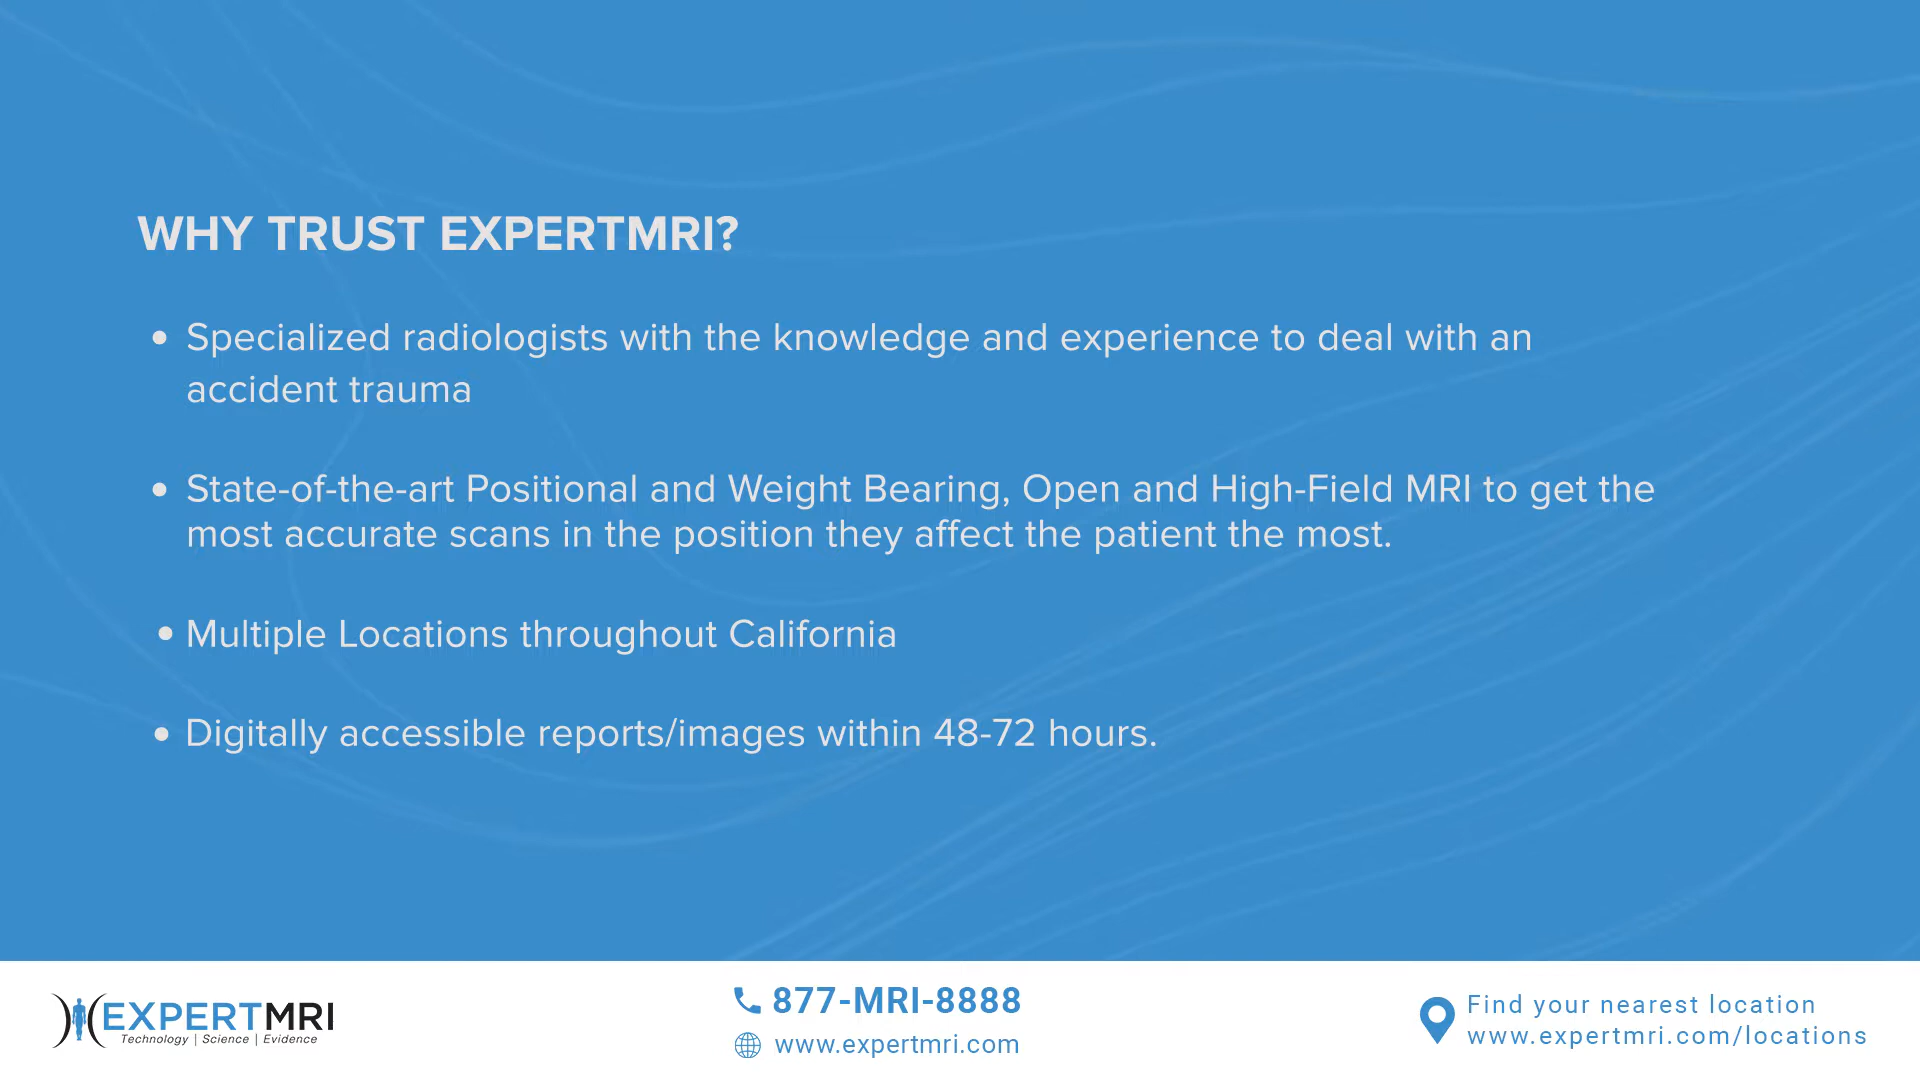 WHY TRUST EXPERTMRI?
• Specialized radiologists with the knowledge and experience to deal with an
accident trauma
• State-of-the-art Positional and Weight Bearing, Open and High-Field MRI to get the
most accurate scans in the position they affect the patient the most.
• Multiple Locations throughout California
• Digitally accessible reports/images within 48-72 hours.
EXPERTMRI
Technology | Science | Evidence
877-MRI-8888
www.expertmri.com
Find your nearest location
www.expertmri.com/locations